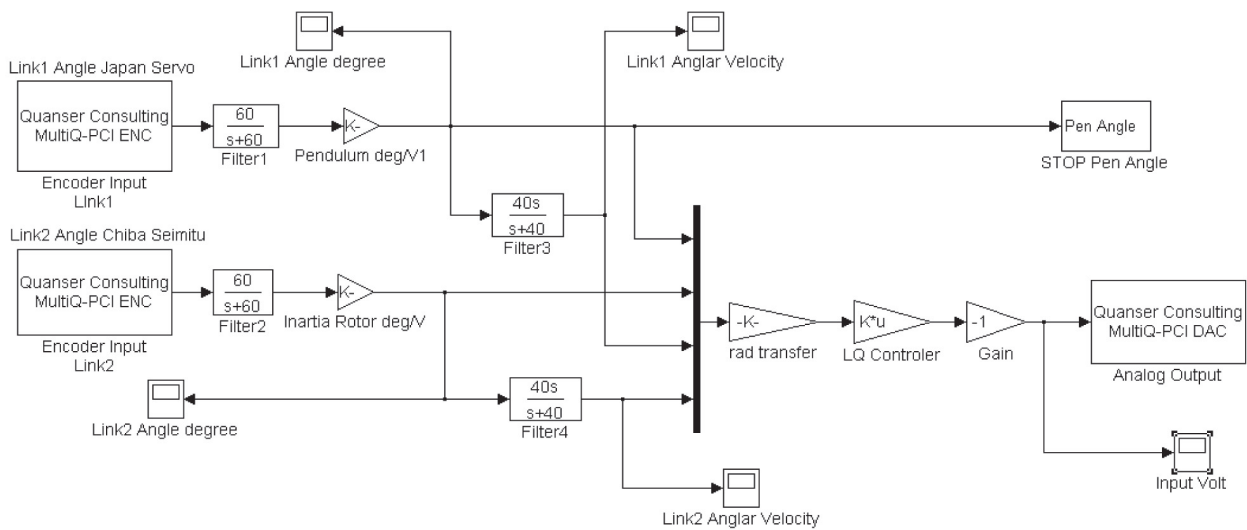 Link1 Angle degree
Link1 Anglar Velocity
Link1 Angle Japan Servo
Quanser Consulting
MultiQ-PCI ENC
Encoder Input
LInk1
60
s+60
Filter1
K-
Pendulum deg/V1
Pen Angle
STOP Pen Angle
40s
s+40
Filter3
Link2 Angle Chiba Seimitu
Quanser Consulting
MultiQ-PCI ENC
Encoder Input
Link2
60
s+60
Filter2
K-
Inartia Rotor deg/V
-K-
rad transfer
K*u
LQ Controler
-1
Gain
Quanser Consulting
MultiQ-PCI DAC
Analog Output
Link2 Angle degree
40s
s+40
Filter4
Input Volt
Link2 Anglar Velocity